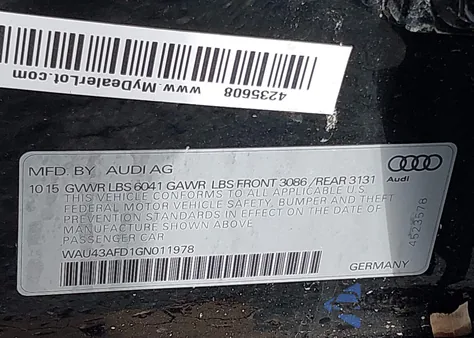 www.MyDealerLot.com
4235608
MFD. BY AUDI AG
10 15 GVWR LBS 6041 GAWR LBS FRONT 3086 /REAR 3131
THIS VEHICLE CONFORMS TO ALL APPLICABLE U.S.
FEDERAL MOTOR VEHICLE SAFETY, BUMPER AND THEFT
PREVENTION STANDARDS IN EFFECT ON THE DATE OF
MANUFACTURE SHOWN ABOVE
PASSENGER CAR
WAU43AFD1GN011978
GERMANY
Audi
4523578